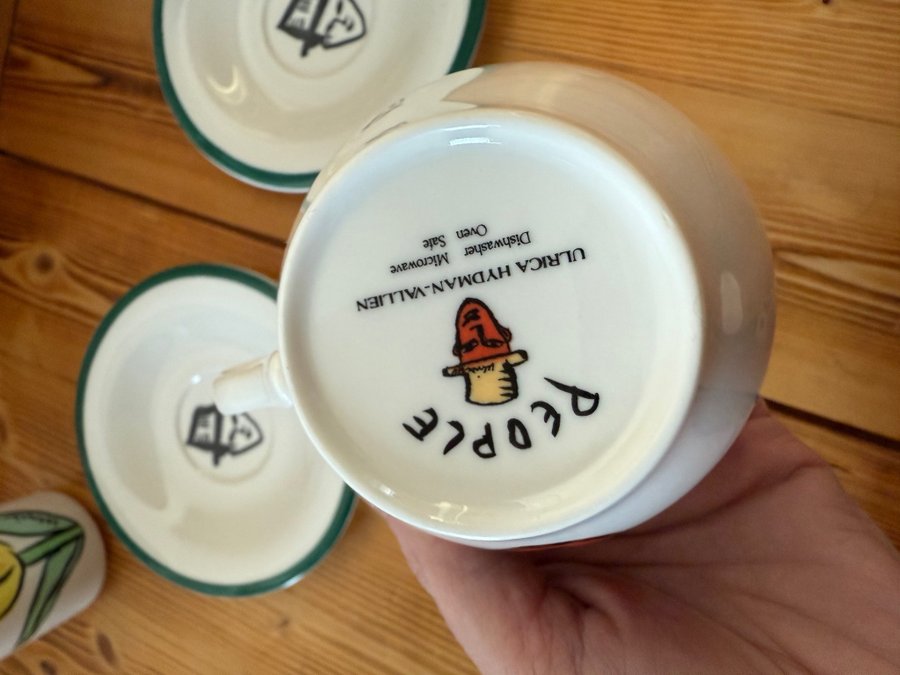 PEOPLE
ULRICA HYDMAN-VALLIEN
Dishwasher Microwave
Oven Safe